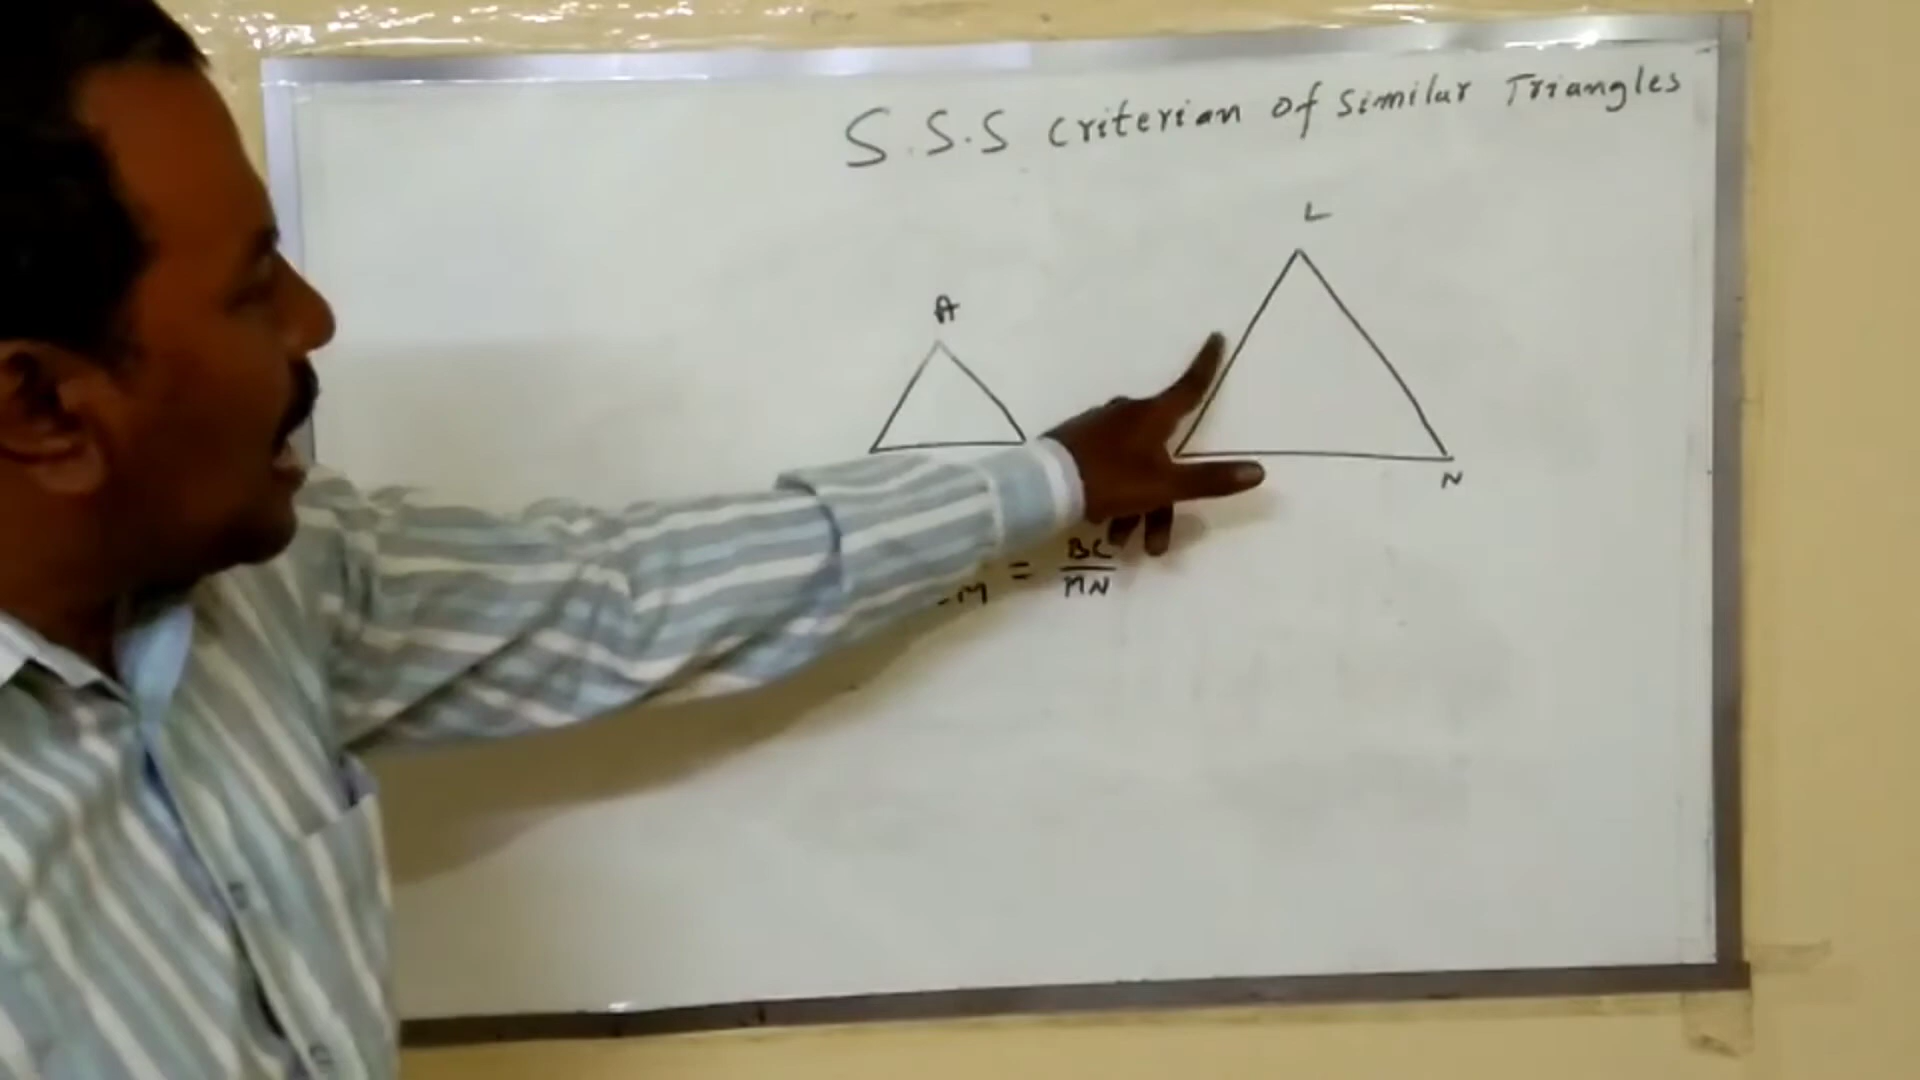 S.S.S criterian of similar Triangles
L
A
N
= BC
MN